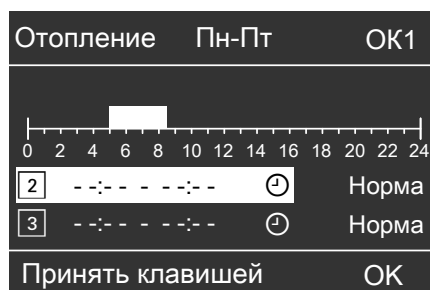 Отопление Пн-Пт ОК1
0 2 4 6 8 10 12 14 16 18 20 22 24
2 - -:- - - - -:- - Норма
3 - -:- - - - -:- - Норма
Принять клавишей OK